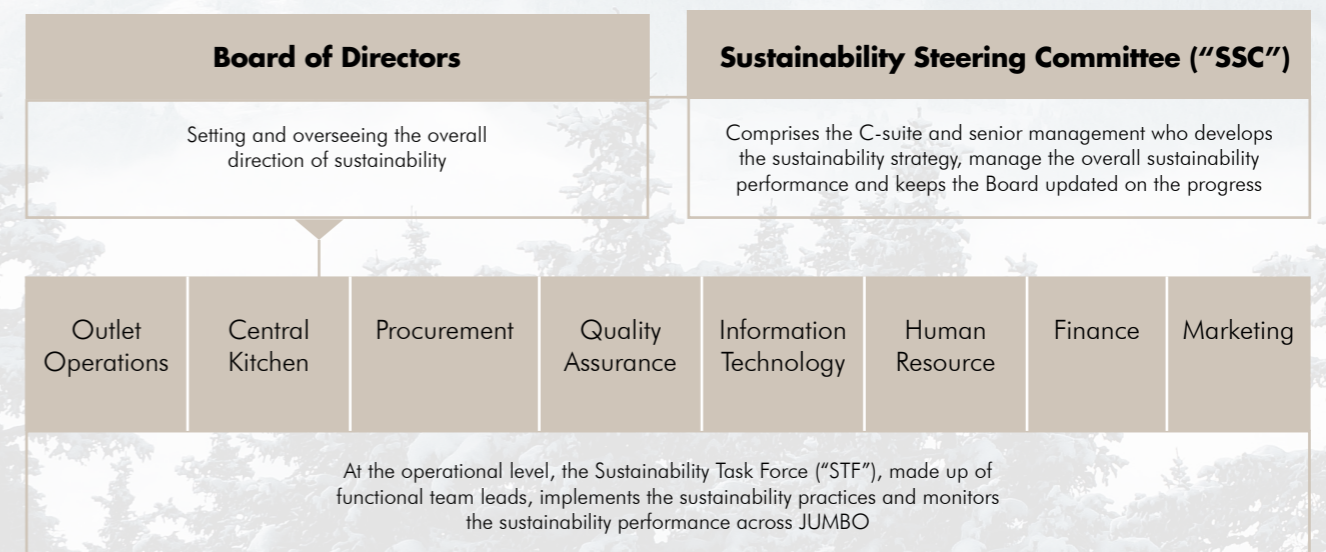 Board of Directors
Setting and overseeing the overall
direction of sustainability
Sustainability Steering Committee (“SSC”)
Comprises the C-suite and senior management who develops
the sustainability strategy, manage the overall sustainability
performance and keeps the Board updated on the progress
Outlet
Operations
Central
Kitchen
Procurement
Quality
Assurance
Information
Technology
Human
Resource
Finance
Marketing
At the operational level, the Sustainability Task Force (“STF”), made up of
functional team leads, implements the sustainability practices and monitors
the sustainability performance across JUMBO